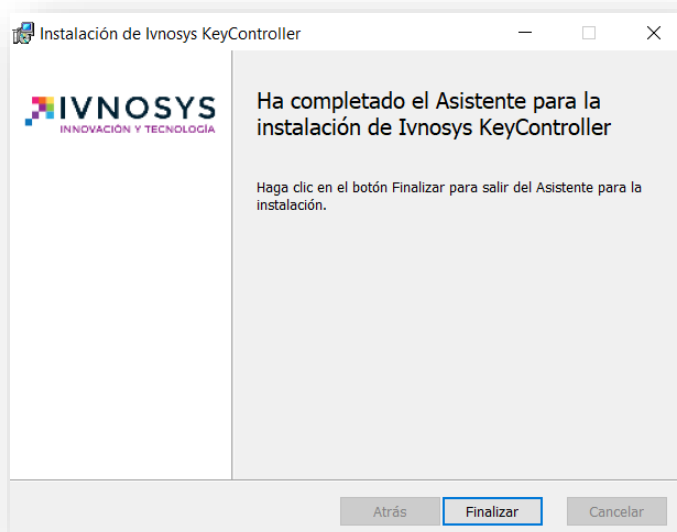 Instalación de Ivnosys KeyController
IVNOSYS
INNOVACIÓN Y TECNOLOGÍA
Ha completado el Asistente para la
instalación de Ivnosys KeyController
Haga clic en el botón Finalizar para salir del Asistente para la
instalación.
Atrás
Finalizar
Cancelar